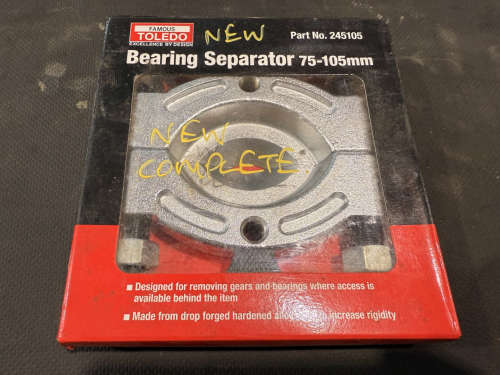 FAMOUS
TOLEDO
EXCELLENCE BY DESIGN
NEW
Part No. 245105
Bearing Separator 75-105mm
NEW
COMPLETE
Designed for removing gears and bearings where access is
available behind the item
Made from drop forged hardened increase rigidity